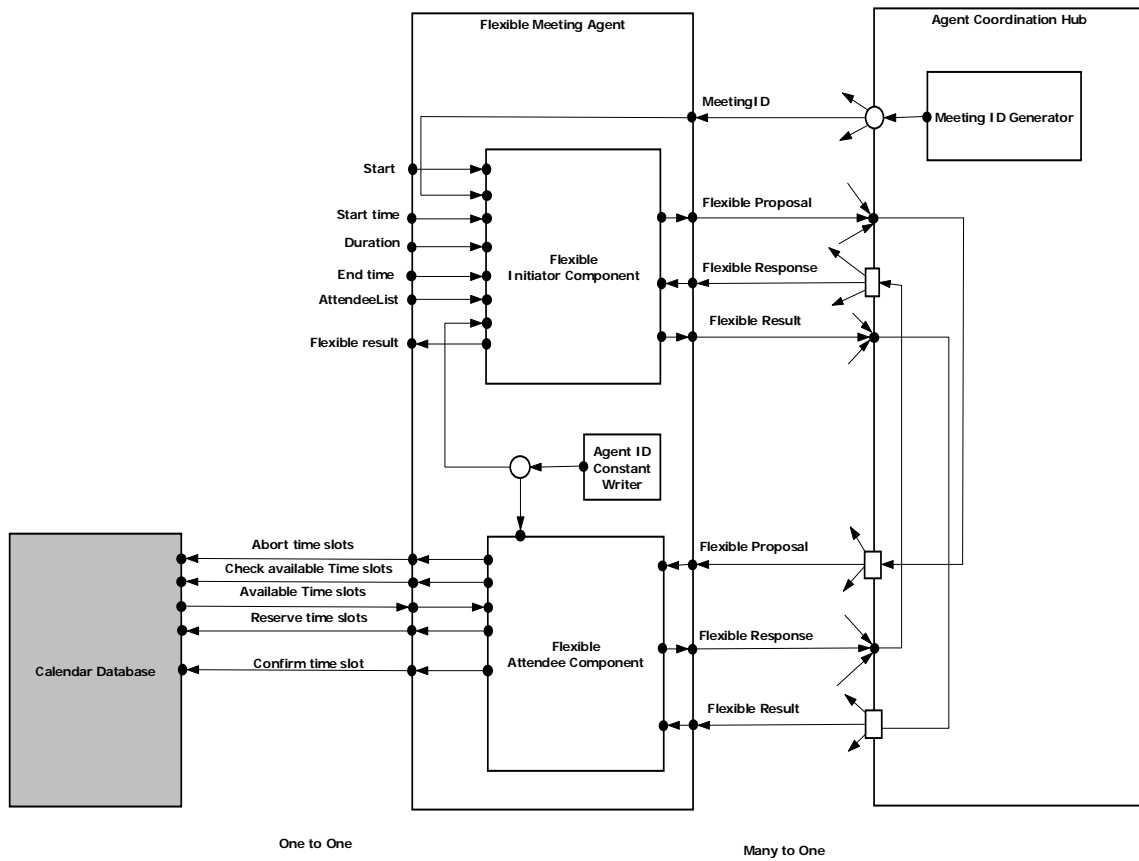 Flexible Meeting Agent
Agent Coordination Hub
MeetingID
Meeting ID Generator
Start
Start time
Duration
End time
AttendeeList
Flexible result
Flexible
Initiator Component
Flexible Proposal
Flexible Response
Flexible Result
Agent ID
Constant
Writer
Abort time slots
Check available Time slots
Available Time slots
Reserve time slots
Confirm time slot
Calendar Database
Flexible
Attendee Component
Flexible Proposal
Flexible Response
Flexible Result
One to One
Many to One